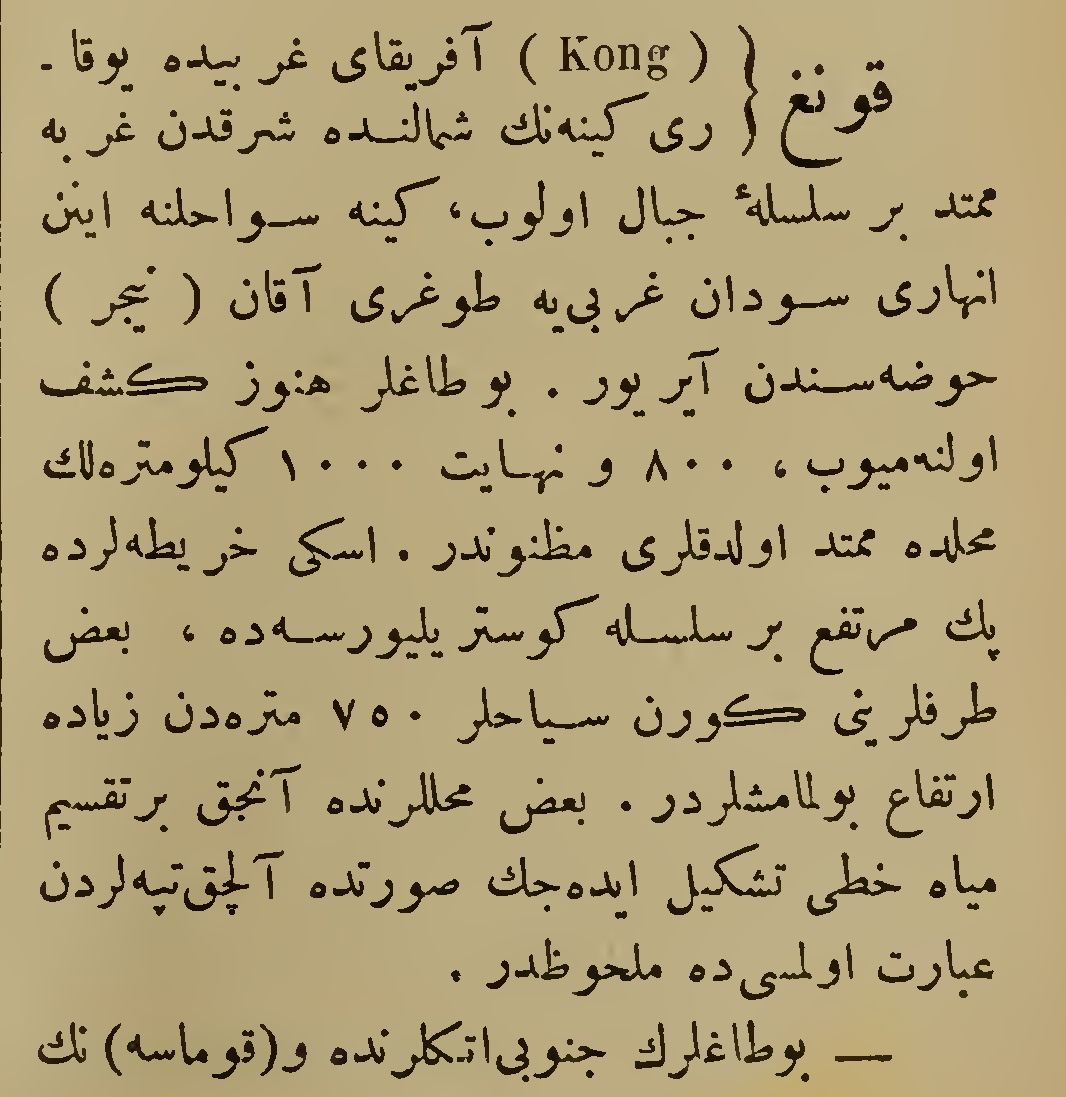 قونغ { ( Kong ) آفریقای غربیده یوقا-
ری کینه‌نك شمالنده شرقدن غربه
ممتد بر سلسلۀ جبال اولوب، کینه سواحلنه اینن
انهاری سودان غربی‌یه طوغری آقان ( نیجر )
حوضه‌سندن آیریور . بو طاغلر هنوز کشف
اولنه‌میوب ، ۸۰۰ و نهایت ۱۰۰۰ کیلومتره‌لك
محلده ممتد اولدقلری مظنوندر . اسکی خریطه‌لرده
پك مرتفع بر سلسله کوستریلیورسه‌ده ، بعض
طرفلرینی کورن سیاحلر ۷۵۰ متره‌دن زیاده
ارتفاع بولمامشلردر . بعض محللرنده آنجق بر تقسیم
میاه خطی تشکیل ایده‌جك صورتده آلچق تپه‌لردن
عبارت اولمسی‌ده ملحوظدر .
— بوطاغلرك جنوبی اتکلرنده و(قوماسه) نك